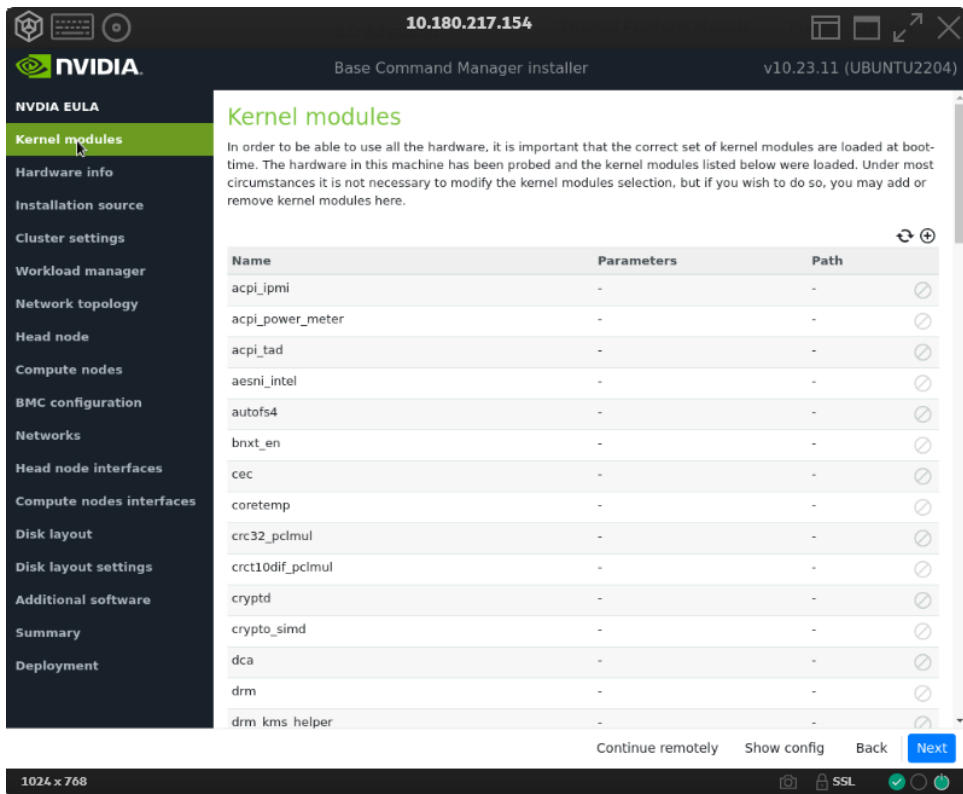 10.180.217.154
NVIDIA.
Base Command Manager installer
v10.23.11 (UBUNTU2204)
NVDIA EULA
Kernel modules
Hardware info
Installation source
Cluster settings
Workload manager
Network topology
Head node
Compute nodes
BMC configuration
Networks
Head node interfaces
Compute nodes interfaces
Disk layout
Disk layout settings
Additional software
Summary
Deployment
Kernel modules
In order to be able to use all the hardware, it is important that the correct set of kernel modules are loaded at boot-
time. The hardware in this machine has been probed and the kernel modules listed below were loaded. Under most
circumstances it is not necessary to modify the kernel modules selection, but if you wish to do so, you may add or
remove kernel modules here.
Name Parameters Path
acpi_ipmi - -
acpi_power_meter - -
acpi_tad - -
aesni_intel - -
autofs4 - -
bnxt_en - -
cec - -
coretemp - -
crc32_pclmul - -
crct10dif_pclmul - -
cryptd - -
crypto_simd - -
dca - -
drm - -
drm_kms_helper - -
Continue remotely Show config Back Next
1024 x 768 SSL